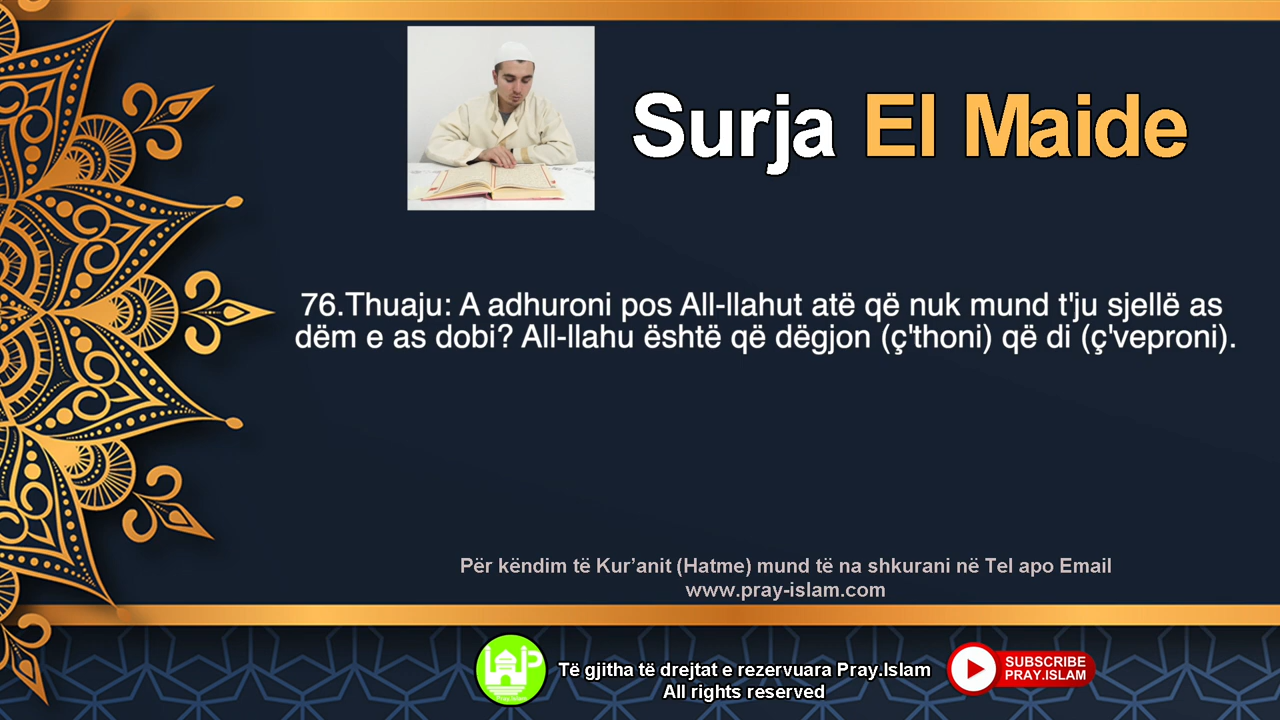 Surja El Maide
76.Thuaju: A adhuroni pos All-llahut atë që nuk mund t'ju sjellë as
dëm e as dobi? All-llahu është që dëgjon (ç'thoni) që di (ç'veproni).
Për këndim të Kur’anit (Hatme) mund të na shkurani në Tel apo Email
www.pray-islam.com
Të gjitha të drejtat e rezervuara Pray.Islam
All rights reserved
SUBSCRIBE
PRAY.ISLAM
Pray.Islam